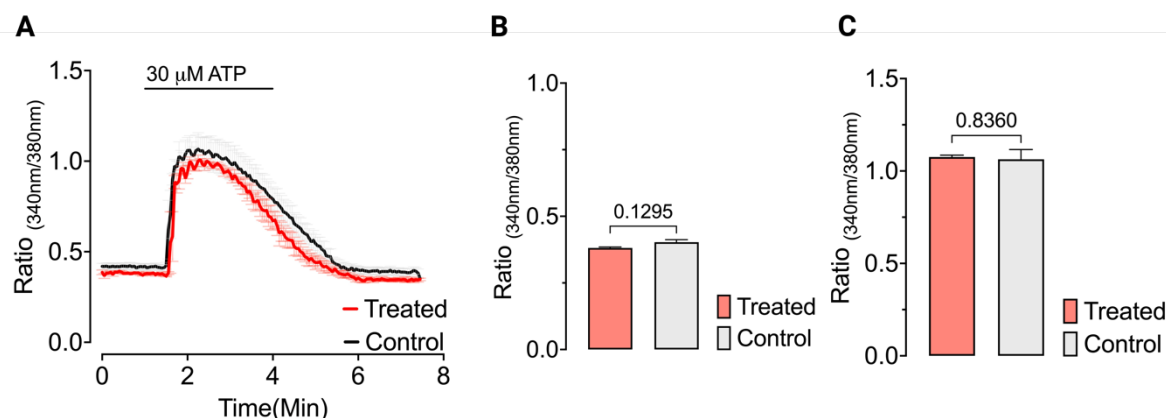 A
Ratio (340nm/380nm)
1.5
1.0
0.5
0.0
30 μM ATP
Treated
Control
0
2
4
6
8
Time(Min)
B
Ratio (340nm/380nm)
1.0
0.5
0.0
0.1295
Treated
Control
C
Ratio (340nm/380nm)
1.5
1.0
0.5
0.0
0.8360
Treated
Control